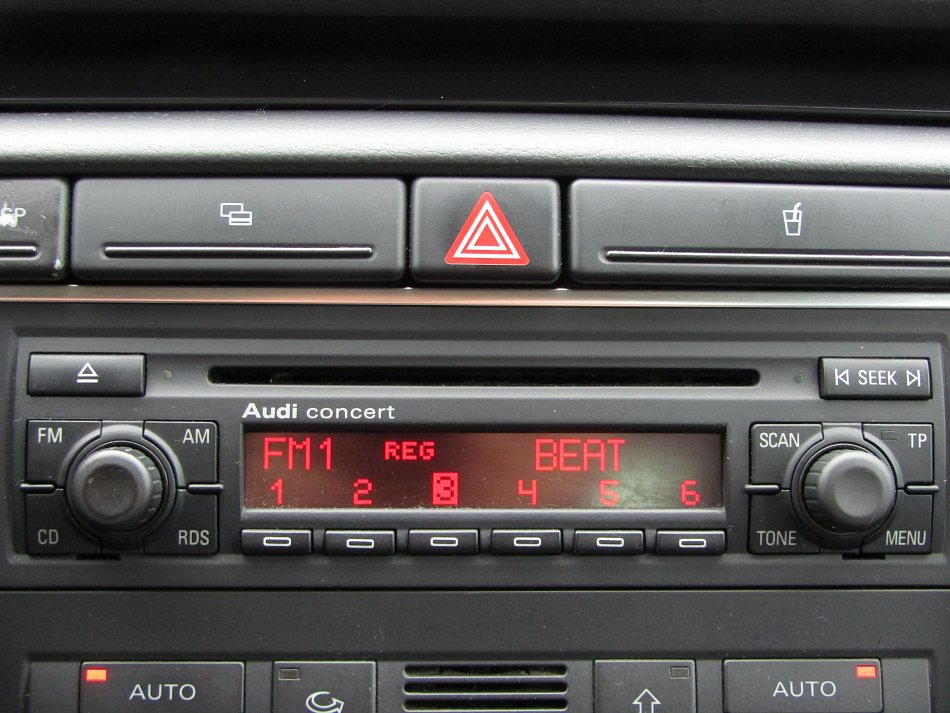 SEEK
Audi concert
FM AM
FM1 REG BEAT
SCAN TP
1 2 3 4 5 6
CD RDS
TONE MENU
AUTO AUTO